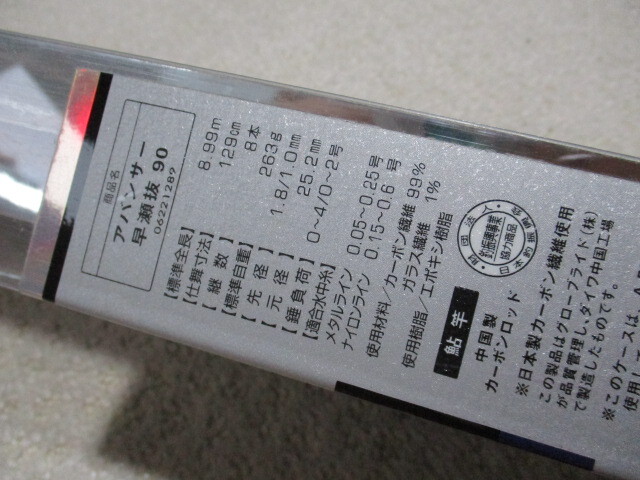 商品名
アバンサー
早瀬抜 90
06221289
【標準全長】 8.99m
【仕舞寸法】 129cm
【継数】 8本
【標準自重】 263g
【先径】 1.8/1.0mm
【元径】 25.2mm
【錘負荷】 0~4/0~2号
【適合水中糸】
メタルライン 0.05~0.25号
ナイロンライン 0.15~0.6号
使用材料/カーボン繊維 99%
ガラス繊維 1%
使用樹脂/エポキシ樹脂
鮎竿
中国製
カーボンロッド
※日本製カーボン繊維使用
この製品はグローブライド(株)
が品質管理し、ダイワ中国工場
で製造したものです。
※このケースは、
使用し